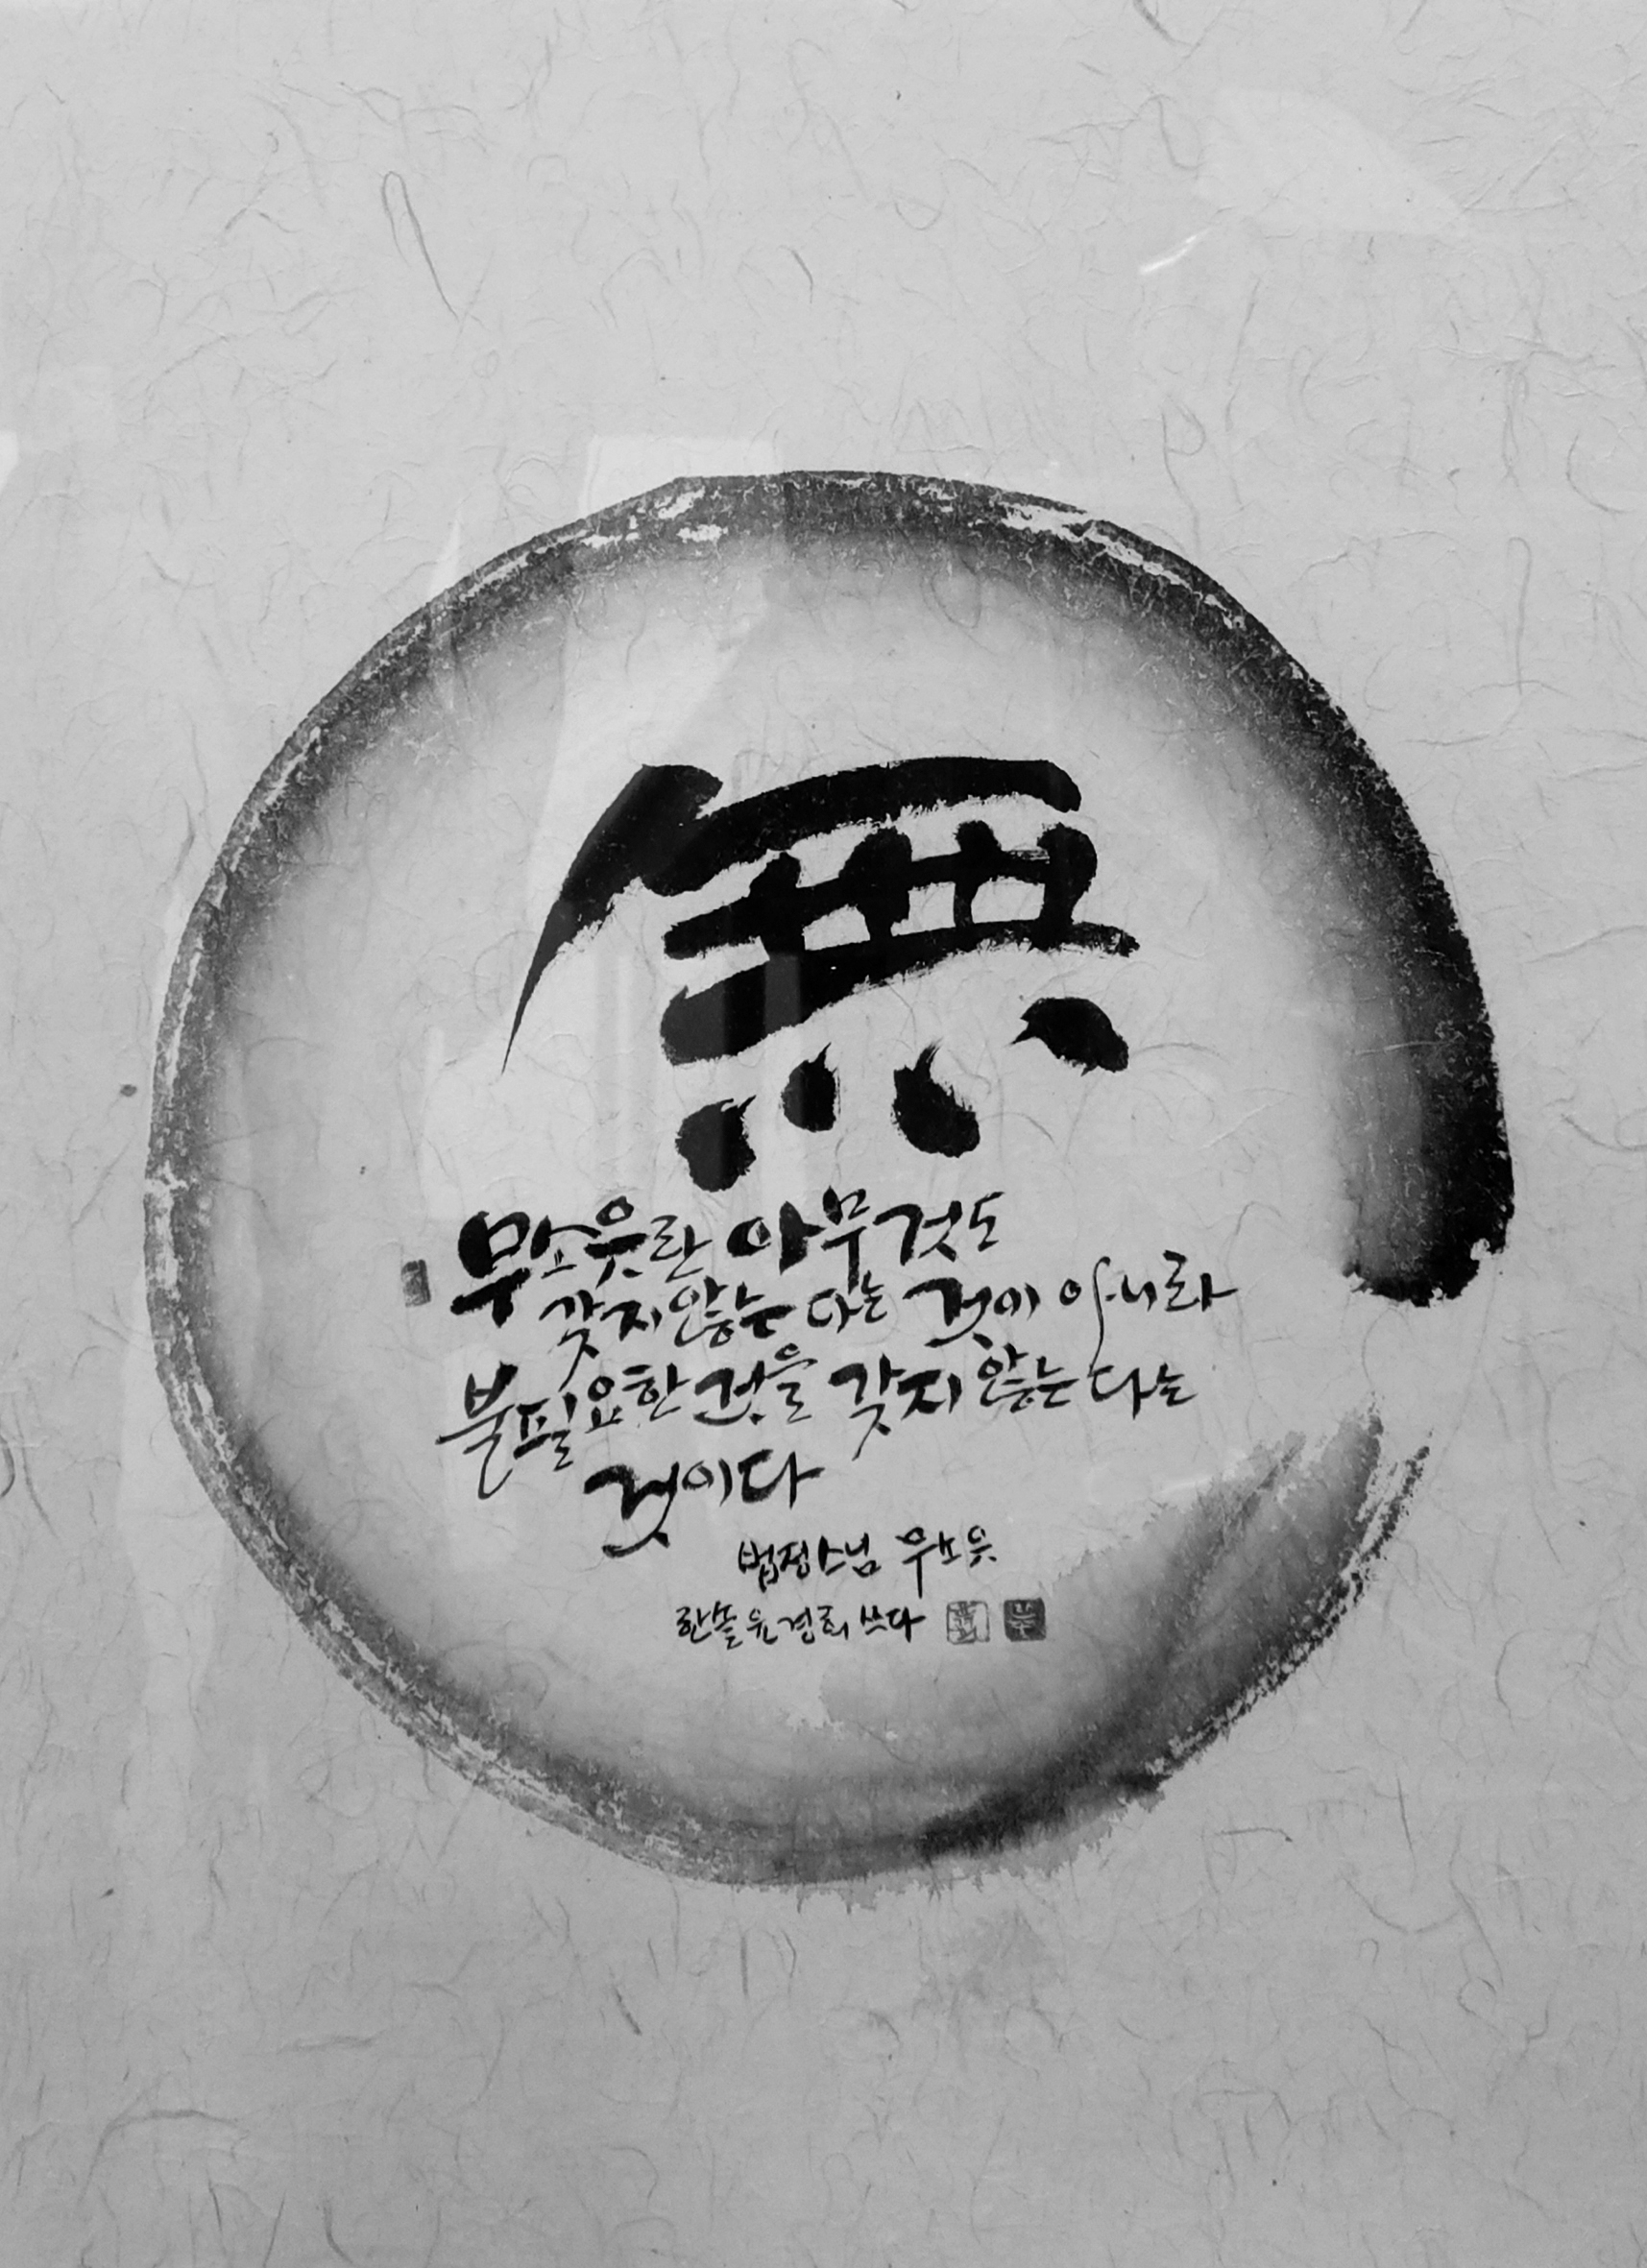 無
무소유란 아무것도
갖지않는다는 것이 아니라
불필요한것을 갖지않는다는
것이다
법정스님 무소유
한솔 윤경희 쓰다